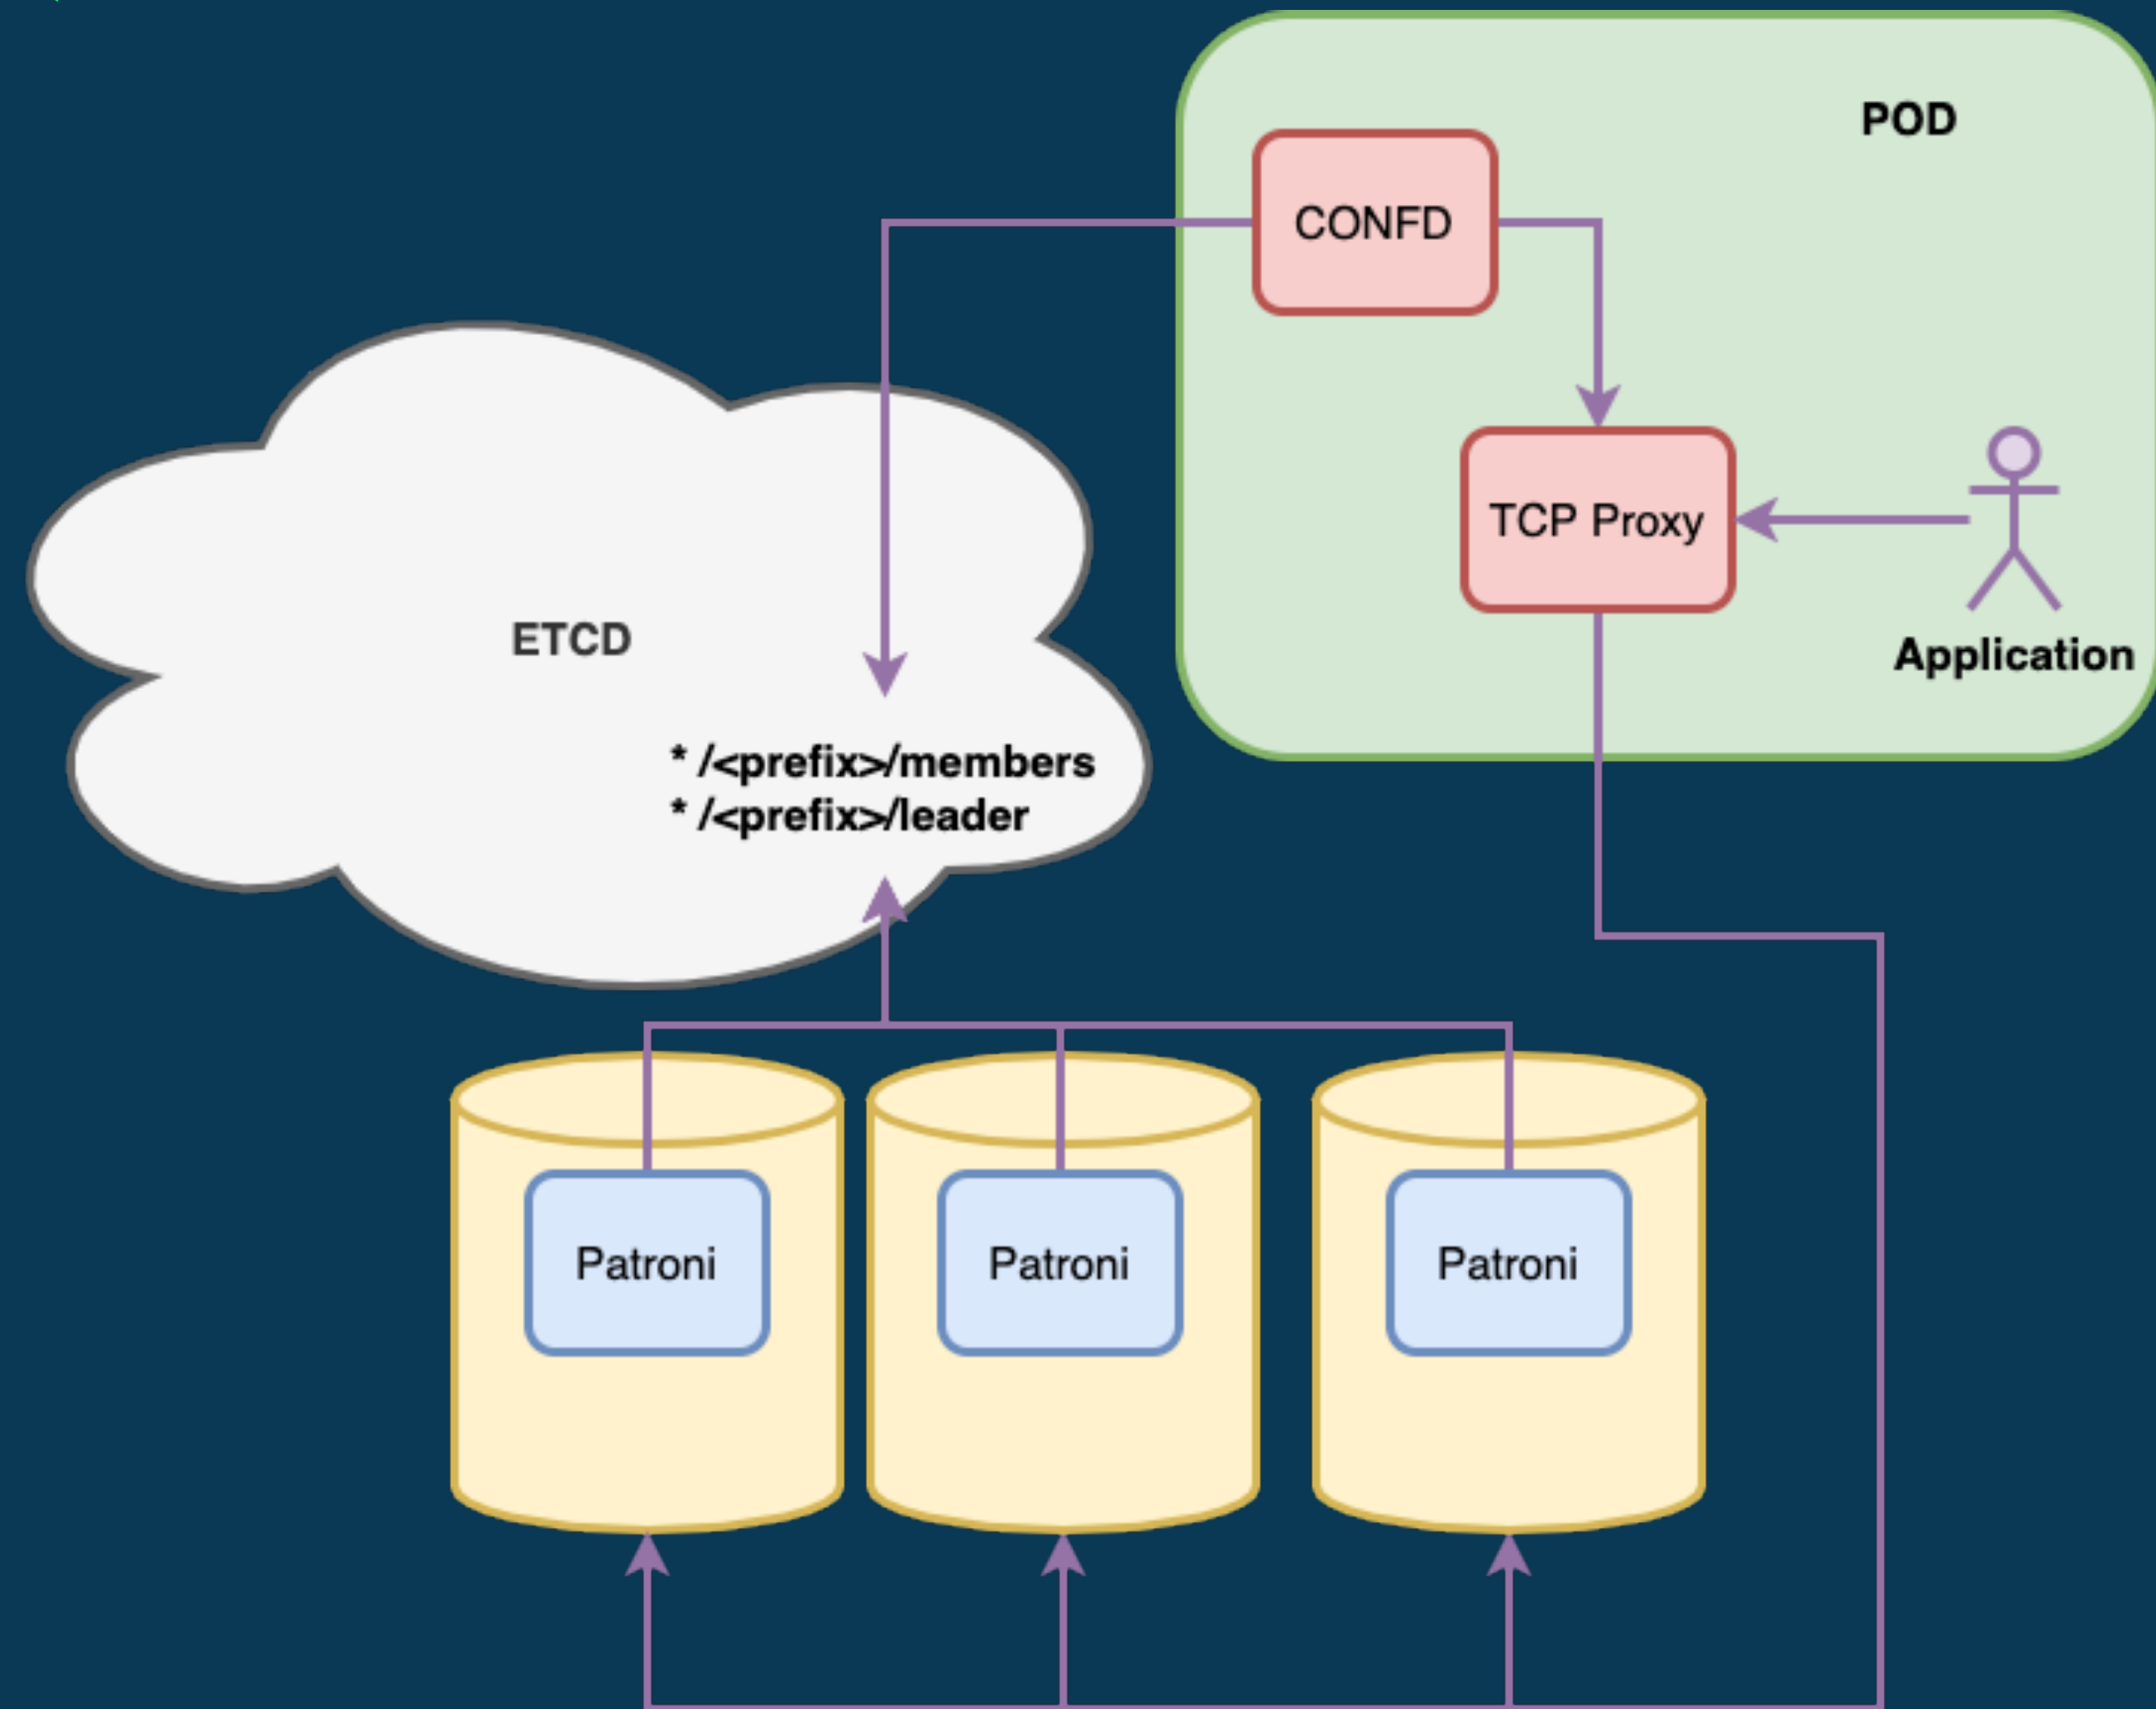 POD
CONFD
TCP Proxy
Application
ETCD
* /<prefix>/members
* /<prefix>/leader
Patroni
Patroni
Patroni